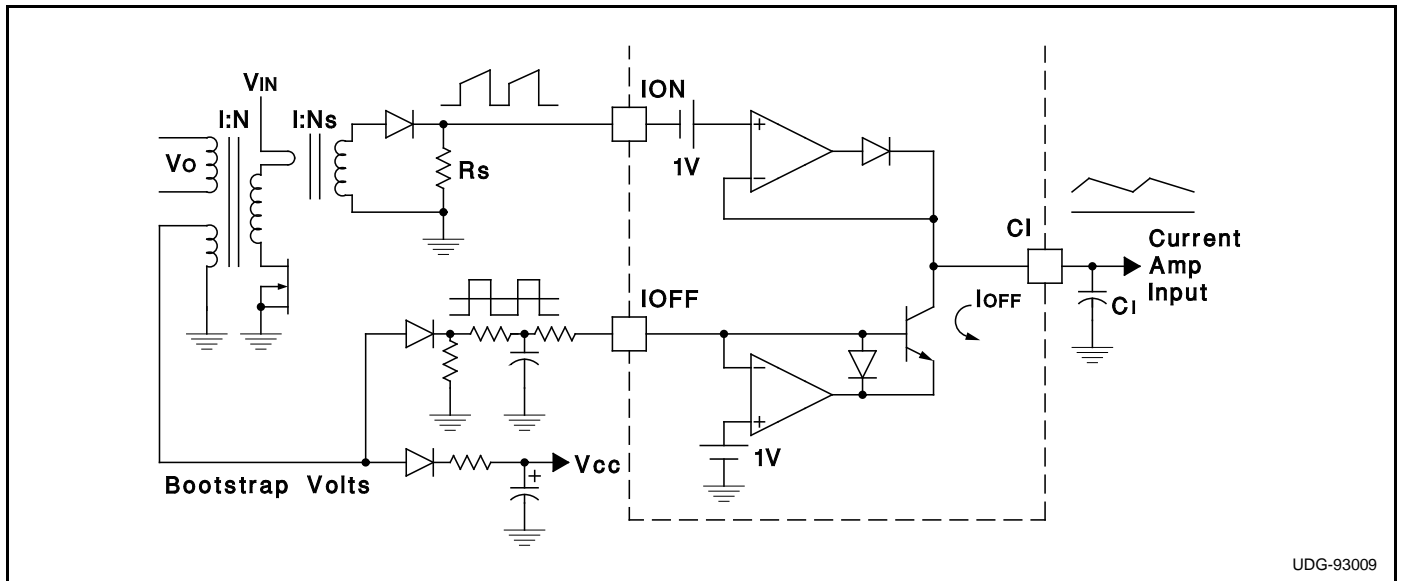 VIN
I:N
I:Ns
Vo
Rs
ION
1V
+
−
CI
Current
Amp
Input
CI
IOFF
IOFF
−
+
1V
+
Vcc
Bootstrap Volts
UDG-93009